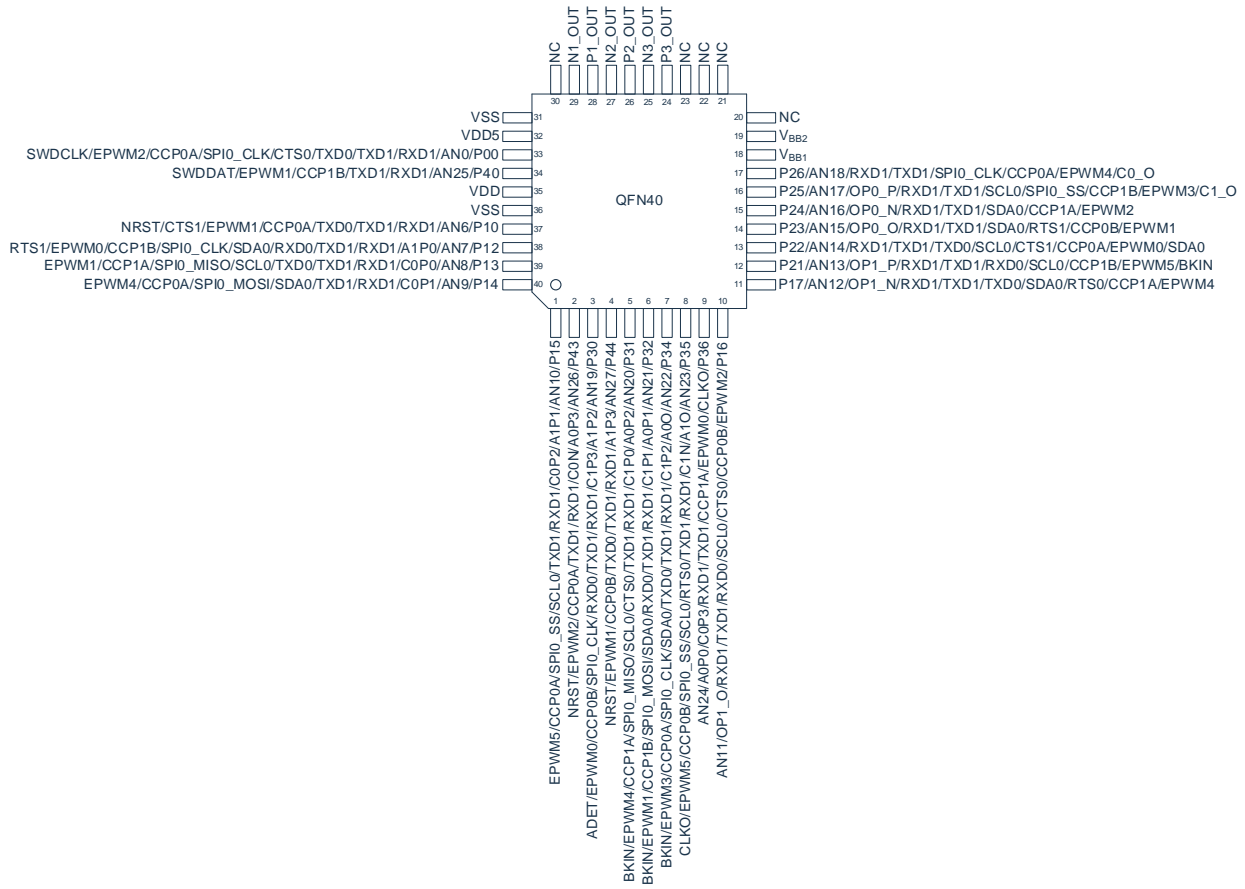 NC
N1_OUT
P1_OUT
N2_OUT
P2_OUT
N3_OUT
P3_OUT
NC
NC
NC
30
29
28
27
26
25
24
23
22
21
VSS 31
VDD5 32
SWDCLK/EPWM2/CCP0A/SPI0_CLK/CTS0/TXD0/TXD1/RXD1/AN0/P00 33
SWDDAT/EPWM1/CCP1B/TXD1/RXD1/AN25/P40 34
VDD 35
VSS 36
NRST/CTS1/EPWM1/CCP0A/TXD0/TXD1/RXD1/AN6/P10 37
RTS1/EPWM0/CCP1B/SPI0_CLK/SDA0/RXD0/TXD1/RXD1/A1P0/AN7/P12 38
EPWM1/CCP1A/SPI0_MISO/SCL0/TXD0/TXD1/RXD1/C0P0/AN8/P13 39
EPWM4/CCP0A/SPI0_MOSI/SDA0/TXD1/RXD1/C0P1/AN9/P14 40
QFN40
20 NC
19 VBB2
18 VBB1
17 P26/AN18/RXD1/TXD1/SPI0_CLK/CCP0A/EPWM4/C0_O
16 P25/AN17/OP0_P/RXD1/TXD1/SCL0/SPI0_SS/CCP1B/EPWM3/C1_O
15 P24/AN16/OP0_N/RXD1/TXD1/SDA0/CCP1A/EPWM2
14 P23/AN15/OP0_O/RXD1/TXD1/SDA0/RTS1/CCP0B/EPWM1
13 P22/AN14/RXD1/TXD1/TXD0/SCL0/CTS1/CCP0A/EPWM0/SDA0
12 P21/AN13/OP1_P/RXD1/TXD1/RXD0/SCL0/CCP1B/EPWM5/BKIN
11 P17/AN12/OP1_N/RXD1/TXD1/TXD0/SDA0/RTS0/CCP1A/EPWM4
1
2
3
4
5
6
7
8
9
10
EPWM5/CCP0A/SPI0_SS/SCL0/TXD1/RXD1/C0P2/A1P1/AN10/P15
NRST/EPWM2/CCP0A/TXD1/RXD1/C0N/A0P3/AN26/P43
ADET/EPWM0/CCP0B/SPI0_CLK/RXD0/TXD1/RXD1/C1P3/A1P2/AN19/P30
NRST/EPWM1/CCP0B/TXD0/TXD1/RXD1/A1P3/AN27/P44
BKIN/EPWM4/CCP1A/SPI0_MISO/SCL0/CTS0/TXD1/RXD1/C1P0/A0P2/AN20/P31
BKIN/EPWM1/CCP1B/SPI0_MOSI/SDA0/RXD0/TXD1/RXD1/C1P1/A0P1/AN21/P32
BKIN/EPWM3/CCP0A/SPI0_CLK/SDA0/TXD0/TXD1/RXD1/C1P2/A0O/AN22/P34
CLKO/EPWM5/CCP0B/SPI0_SS/SCL0/RTS0/TXD1/RXD1/C1N/A1O/AN23/P35
AN24/A0P0/C0P3/RXD1/TXD1/CCP1A/EPWM0/CLKO/P36
AN11/OP1_O/RXD1/TXD1/RXD0/SCL0/CTS0/CCP0B/EPWM2/P16